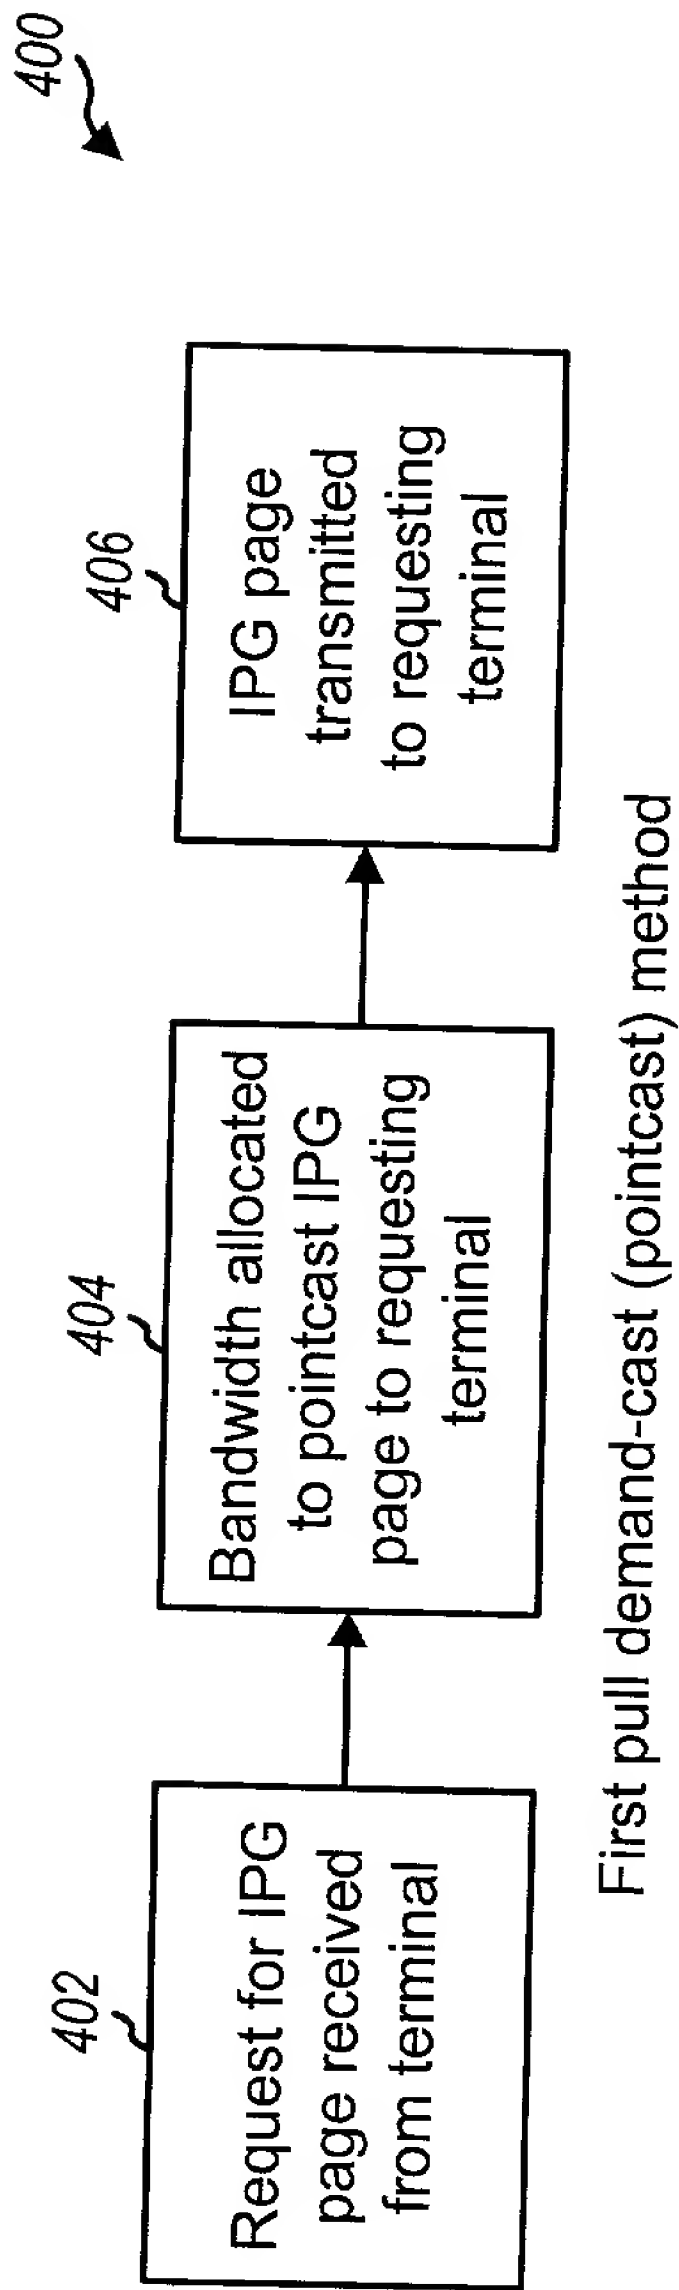 400
402
Request for IPG
page received
from terminal
404
Bandwidth allocated
to pointcast IPG
page to requesting
terminal
406
IPG page
transmitted
to requesting
terminal
First pull demand-cast (pointcast) method